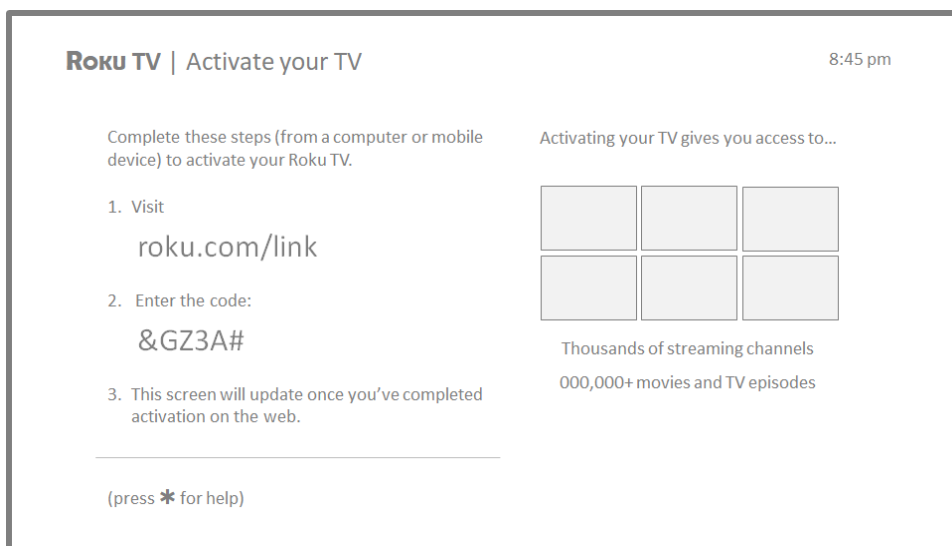 ROKU TV | Activate your TV
8:45 pm
Complete these steps (from a computer or mobile
device) to activate your Roku TV.
1. Visit
roku.com/link
2. Enter the code:
&GZ3A#
3. This screen will update once you’ve completed
activation on the web.
(press * for help)
Activating your TV gives you access to...
Thousands of streaming channels
000,000+ movies and TV episodes